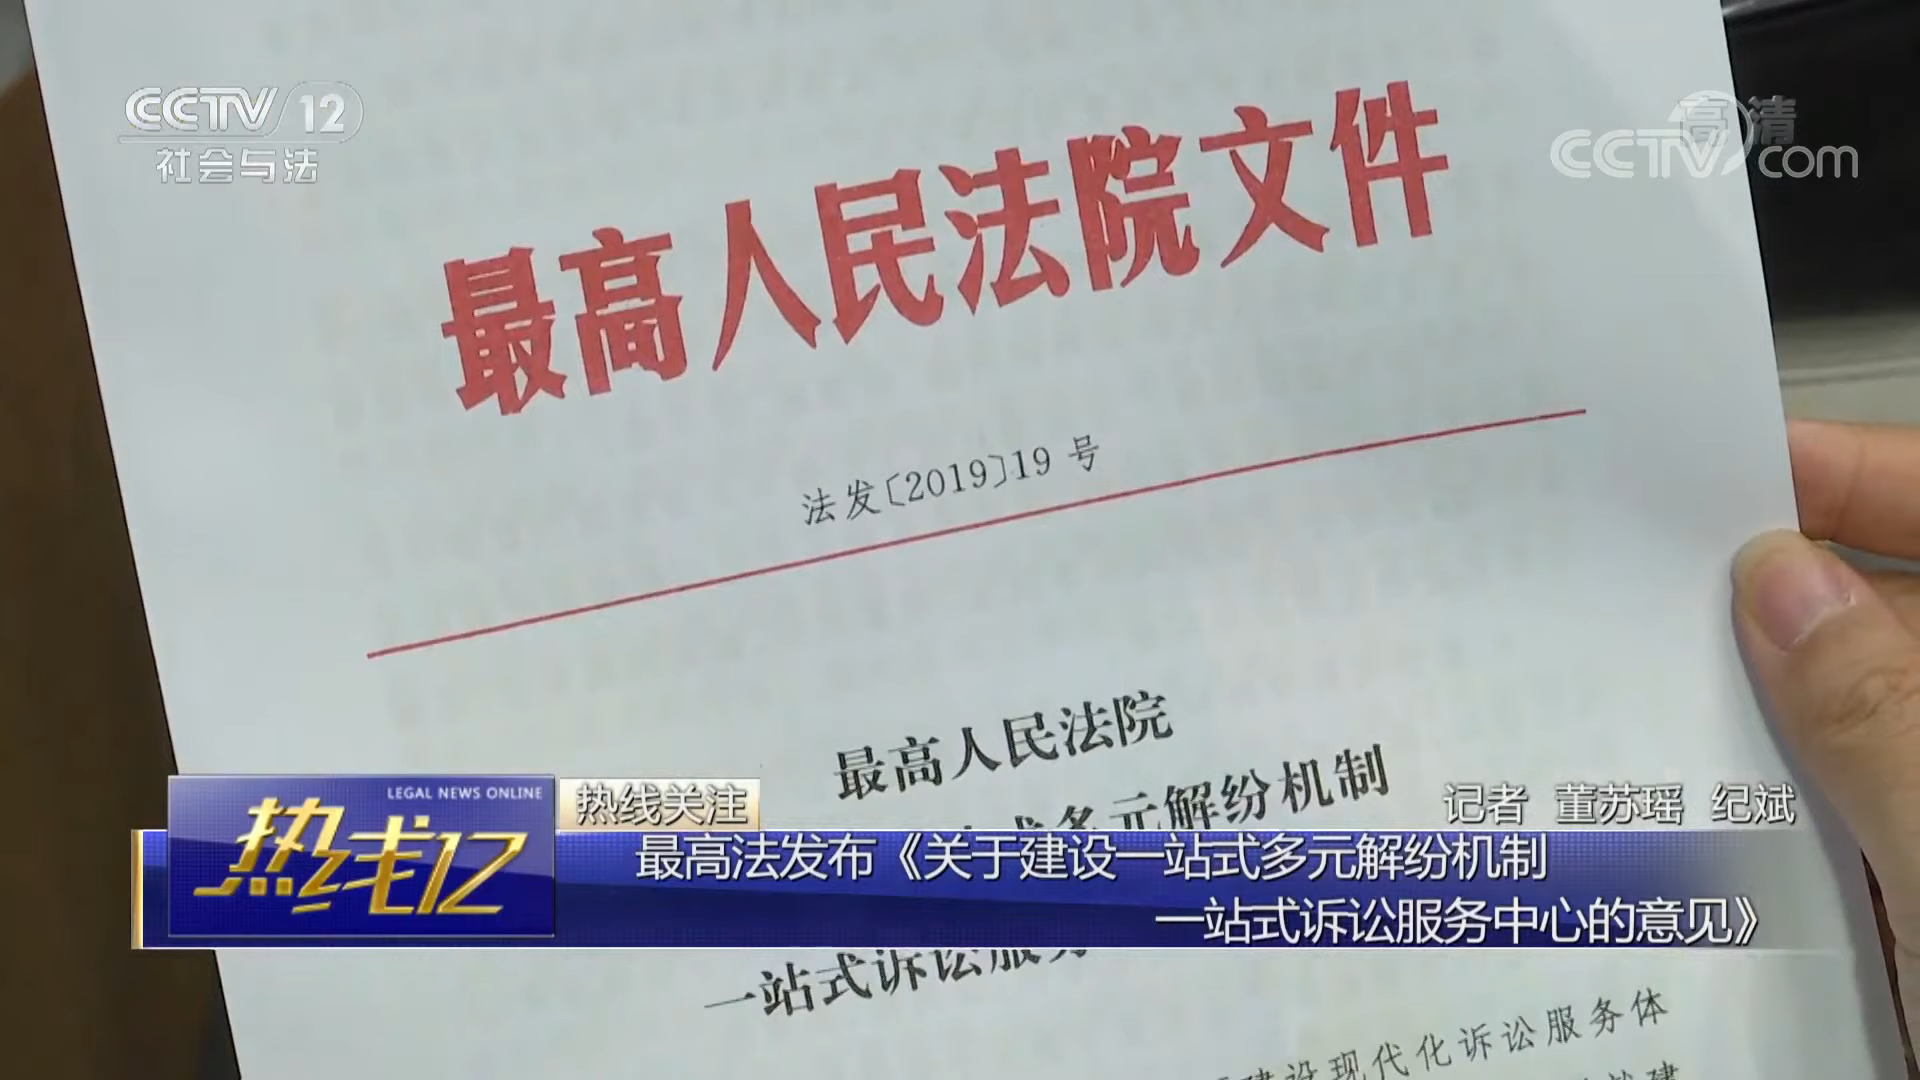 CCTV 12
社会与法
高清
CCTV.com
最高人民法院文件
法发〔2019〕19 号
最高人民法院
多元解纷机制
LEGAL NEWS ONLINE
热线12
热线关注
记者 董苏瑶 纪斌
最高法发布《关于建设一站式多元解纷机制
一站式诉讼服务中心的意见》
一站式诉讼服
建设现代化诉讼服务体